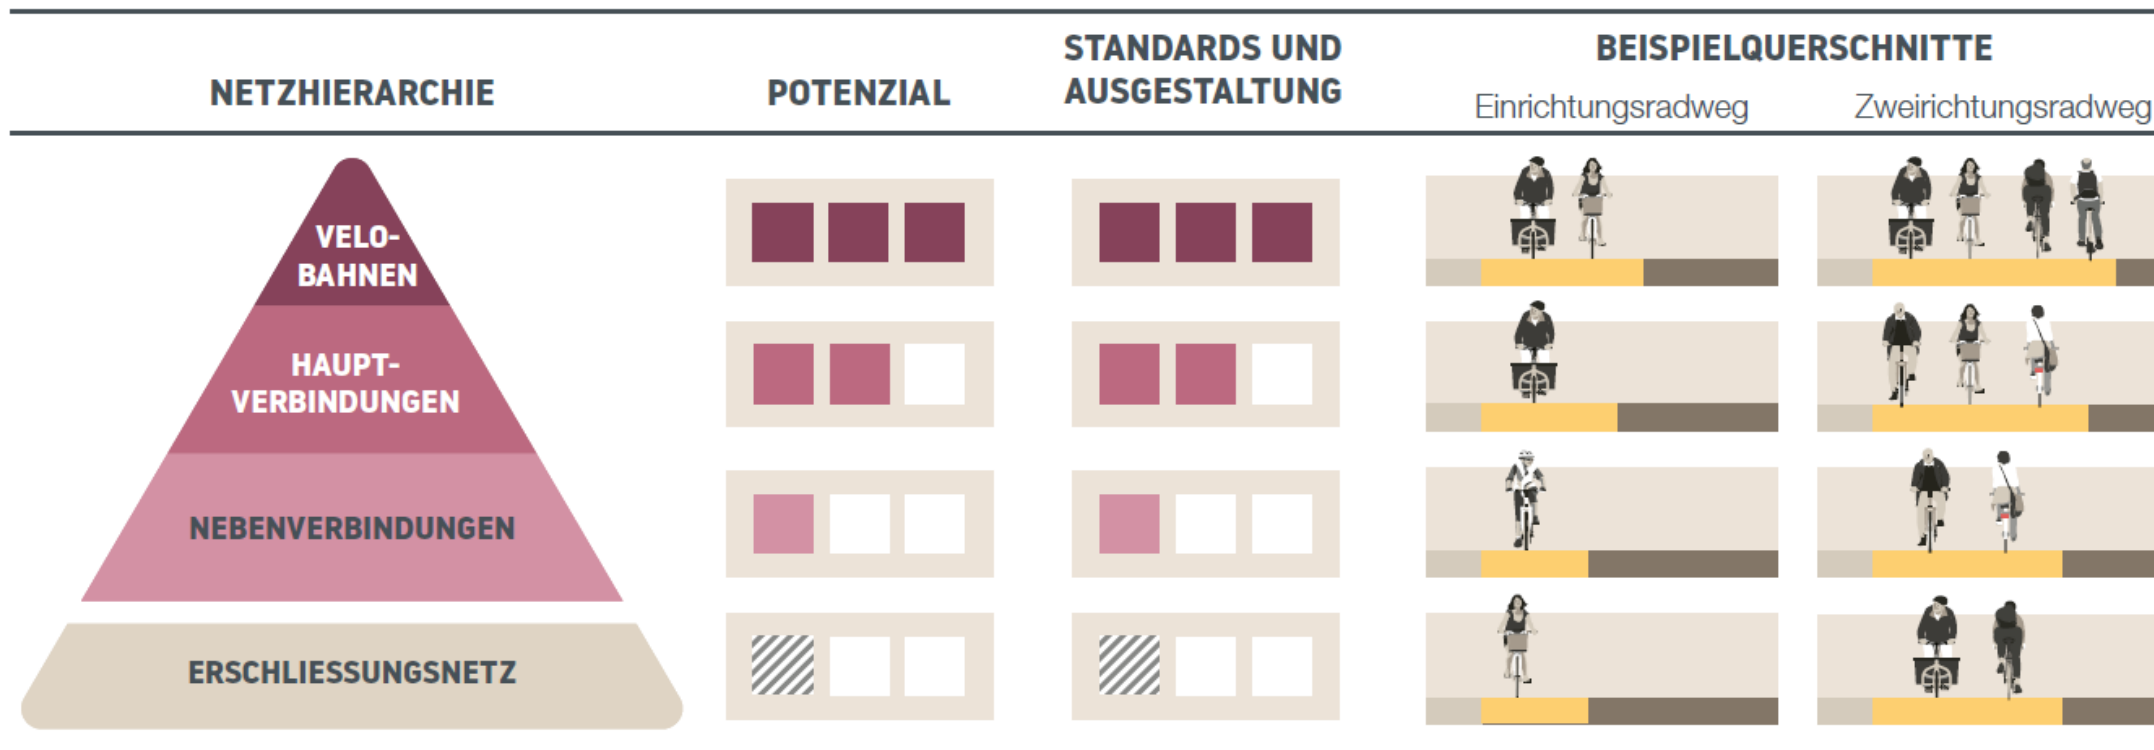 NETZHIERARCHIE
POTENZIAL
STANDARDS UND
AUSGESTALTUNG
BEISPIELQUERSCHNITTE
Einrichtungsradweg
Zweirichtungsradweg
VELO-
BAHNEN
HAUPT-
VERBINDUNGEN
NEBENVERBINDUNGEN
ERSCHLIESSUNGSNETZ